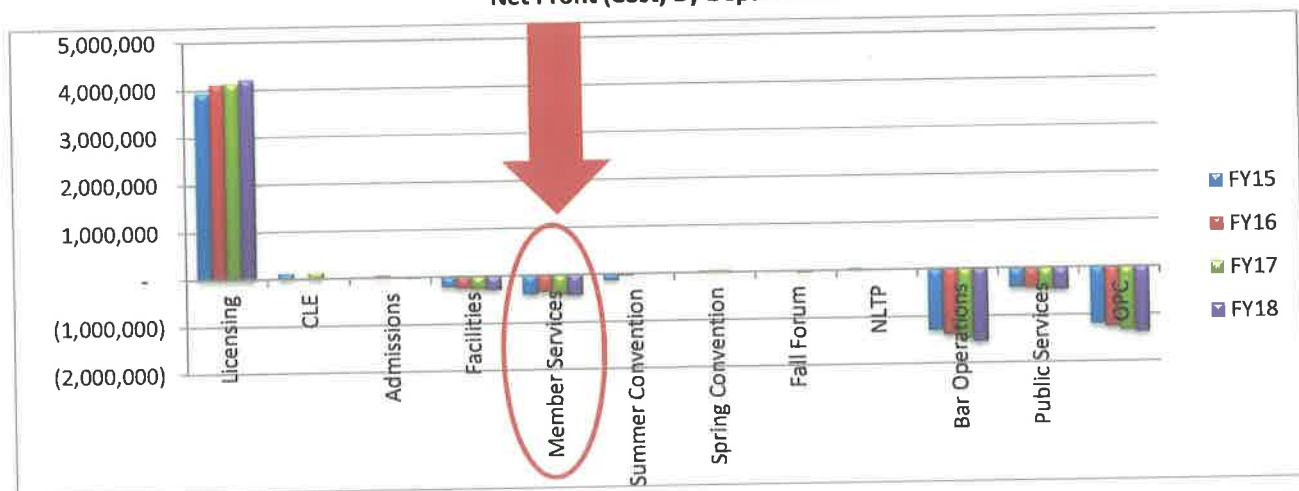 5,000,000
4,000,000
3,000,000
2,000,000
1,000,000
-
(1,000,000)
(2,000,000)
Licensing
CLE
Admissions
Facilities
Member Services
Summer Convention
Spring Convention
Fall Forum
NLTP
Bar Operations
Public Services
OPC
FY15
FY16
FY17
FY18